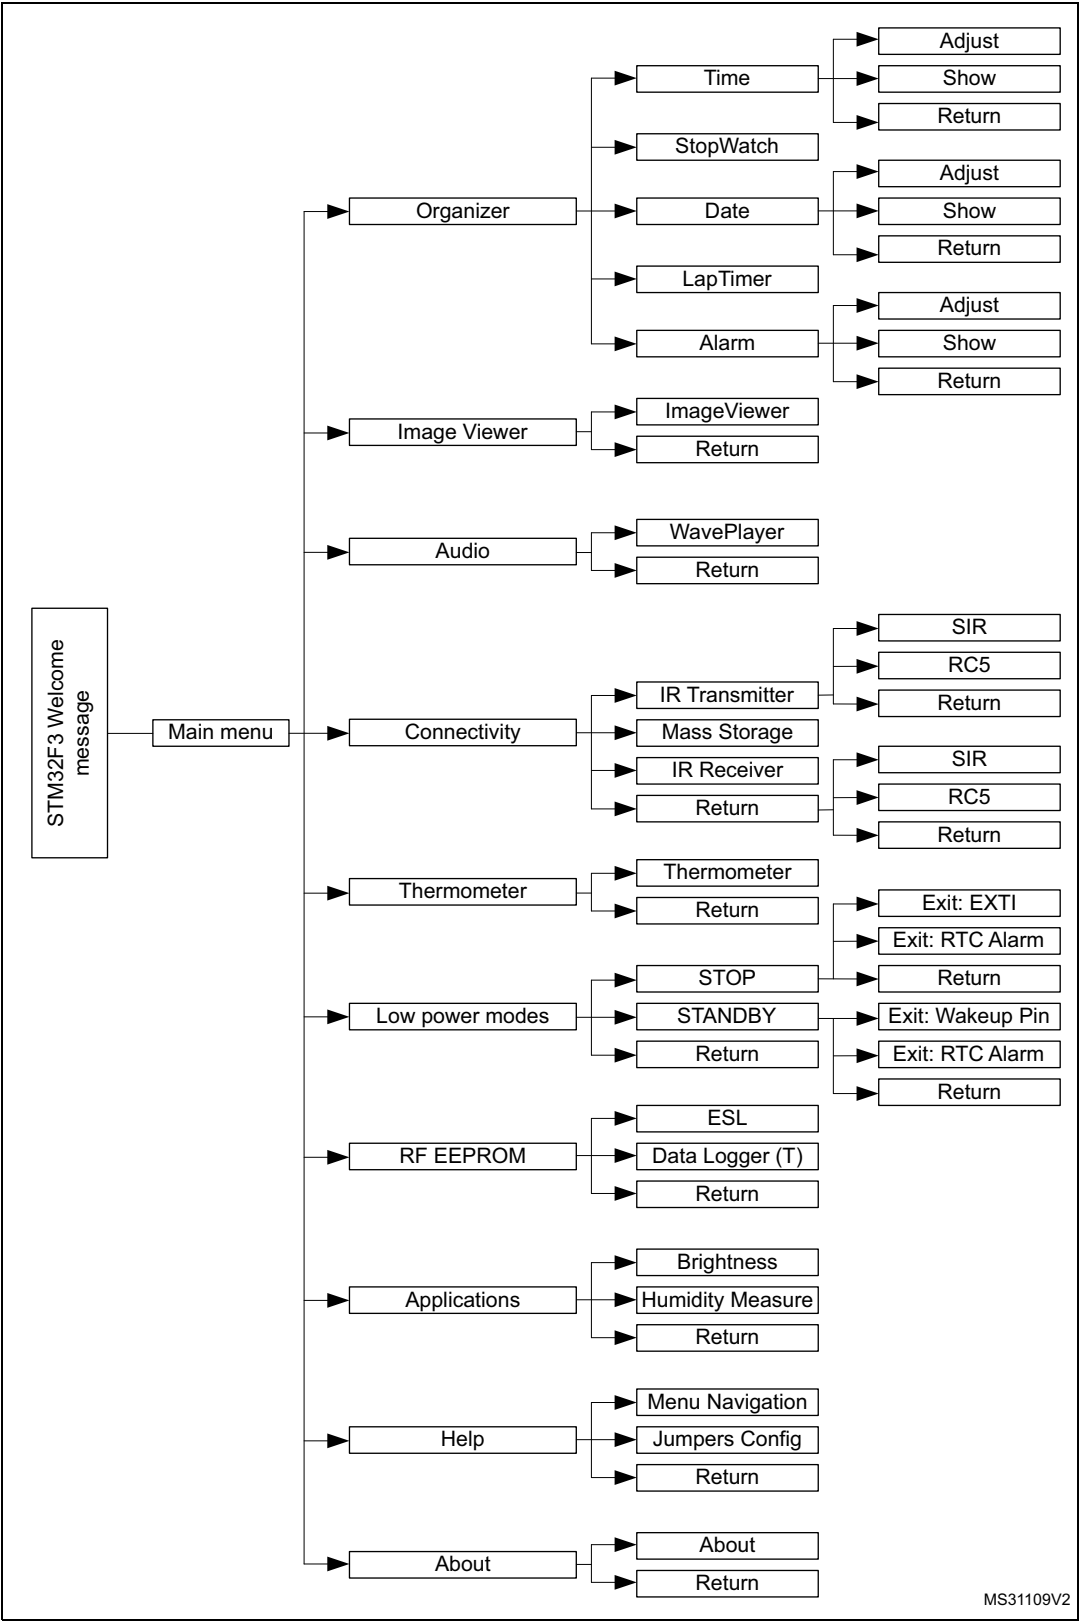 STM32F3 Welcome
message
Main menu
Organizer
Time
Adjust
Show
Return
StopWatch
Date
Adjust
Show
Return
LapTimer
Alarm
Adjust
Show
Return
Image Viewer
ImageViewer
Return
Audio
WavePlayer
Return
Connectivity
IR Transmitter
SIR
RC5
Return
Mass Storage
IR Receiver
Return
SIR
RC5
Return
Thermometer
Thermometer
Return
Low power modes
STOP
Exit: EXTI
Exit: RTC Alarm
Return
STANDBY
Exit: Wakeup Pin
Exit: RTC Alarm
Return
Return
RF EEPROM
ESL
Data Logger (T)
Return
Applications
Brightness
Humidity Measure
Return
Help
Menu Navigation
Jumpers Config
Return
About
About
Return
MS31109V2